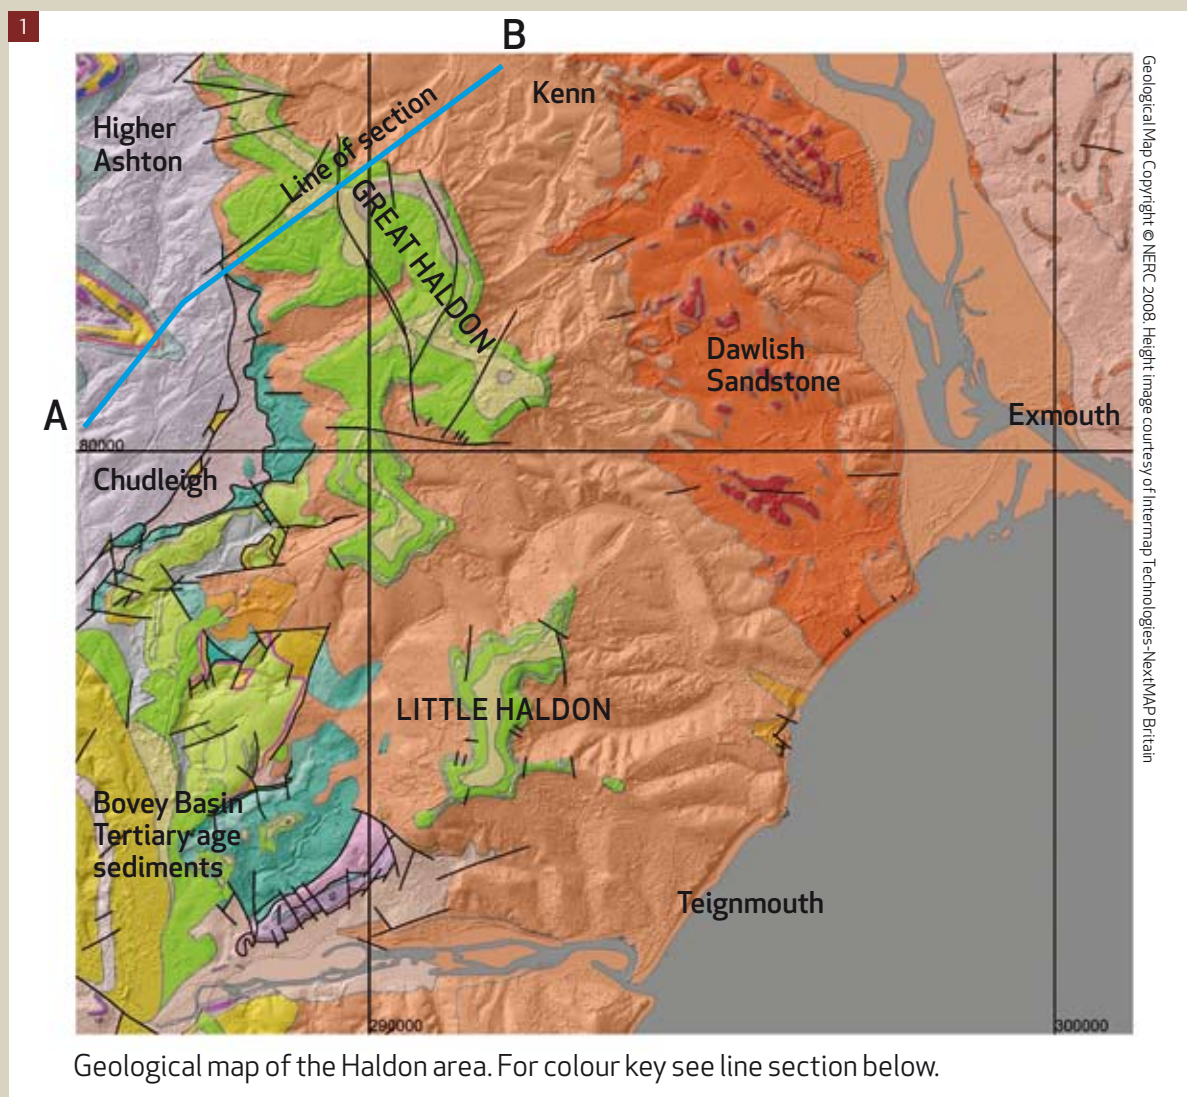 1
B
Kenn
Higher
Ashton
Line of section
GREAT HALDON
Dawlish
Sandstone
A
Exmouth
80000
Chudleigh
LITTLE HALDON
Bovey Basin
Tertiary age
sediments
Teignmouth
290000
300000
Geological Map Copyright © NERC 2008. Height image courtesy of Intermap Technologies-NextMAP Britain
Geological map of the Haldon area. For colour key see line section below.